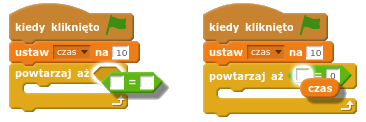 kiedy kliknięto
ustaw czas na 10
powtarzaj aż
=
kiedy kliknięto
ustaw czas na 10
powtarzaj aż = 0
czas